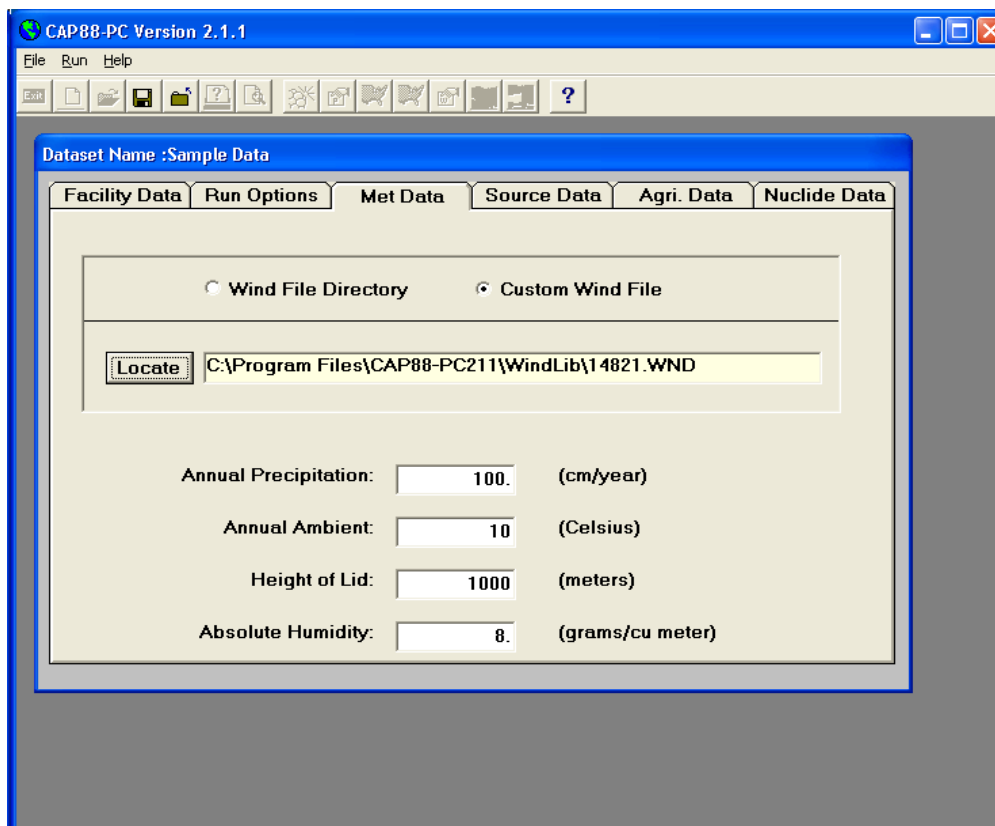 CAP88-PC Version 2.1.1
File Run Help
Exit ?
Dataset Name :Sample Data
Facility Data Run Options Met Data Source Data Agri. Data Nuclide Data
Wind File Directory Custom Wind File
Locate C:\Program Files\CAP88-PC211\WindLib\14821.WND
Annual Precipitation: 100. (cm/year)
Annual Ambient: 10 (Celsius)
Height of Lid: 1000 (meters)
Absolute Humidity: 8. (grams/cu meter)